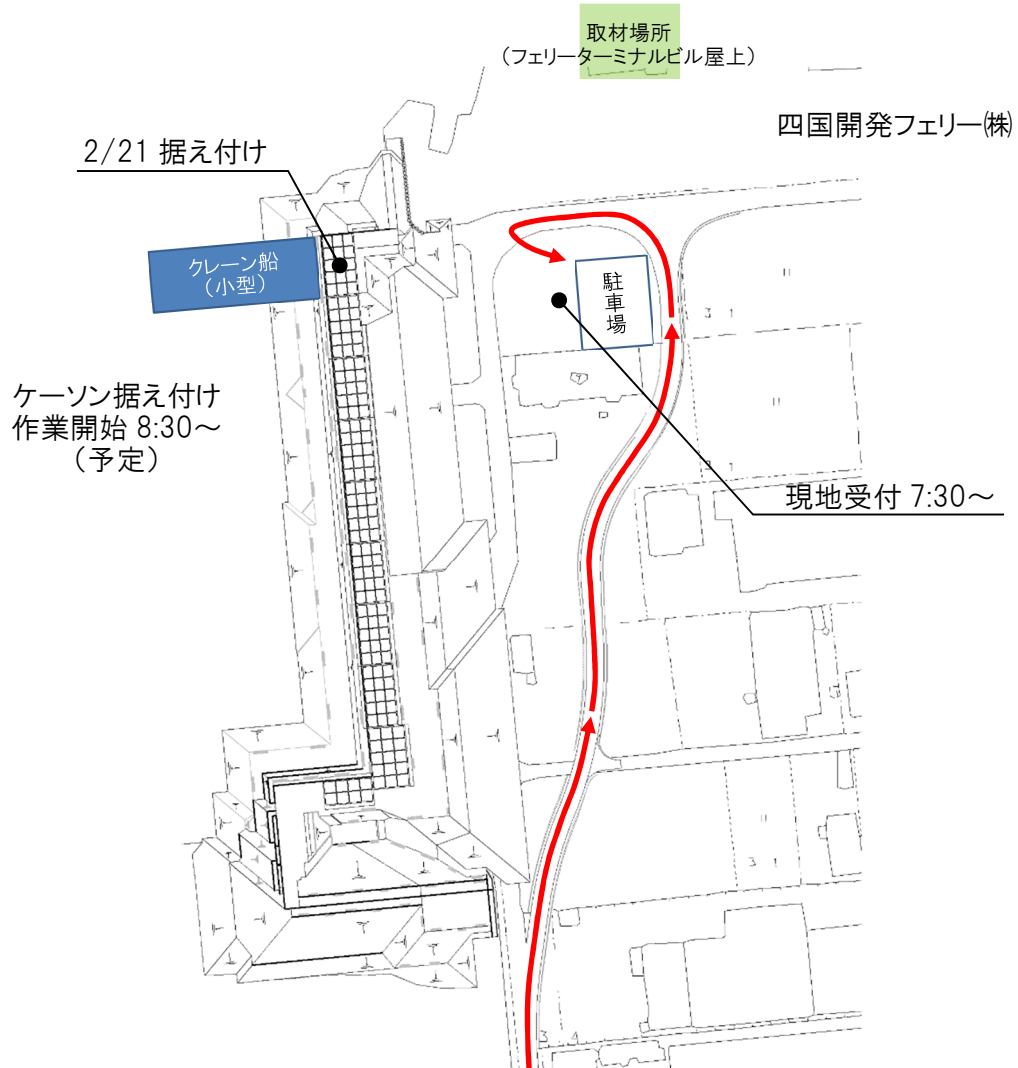 取材場所
(フェリーターミナルビル屋上)
四国開発フェリー㈱
2/21 据え付け
クレーン船
(小型)
駐車場
ケーソン据え付け
作業開始 8:30～
(予定)
現地受付 7:30～